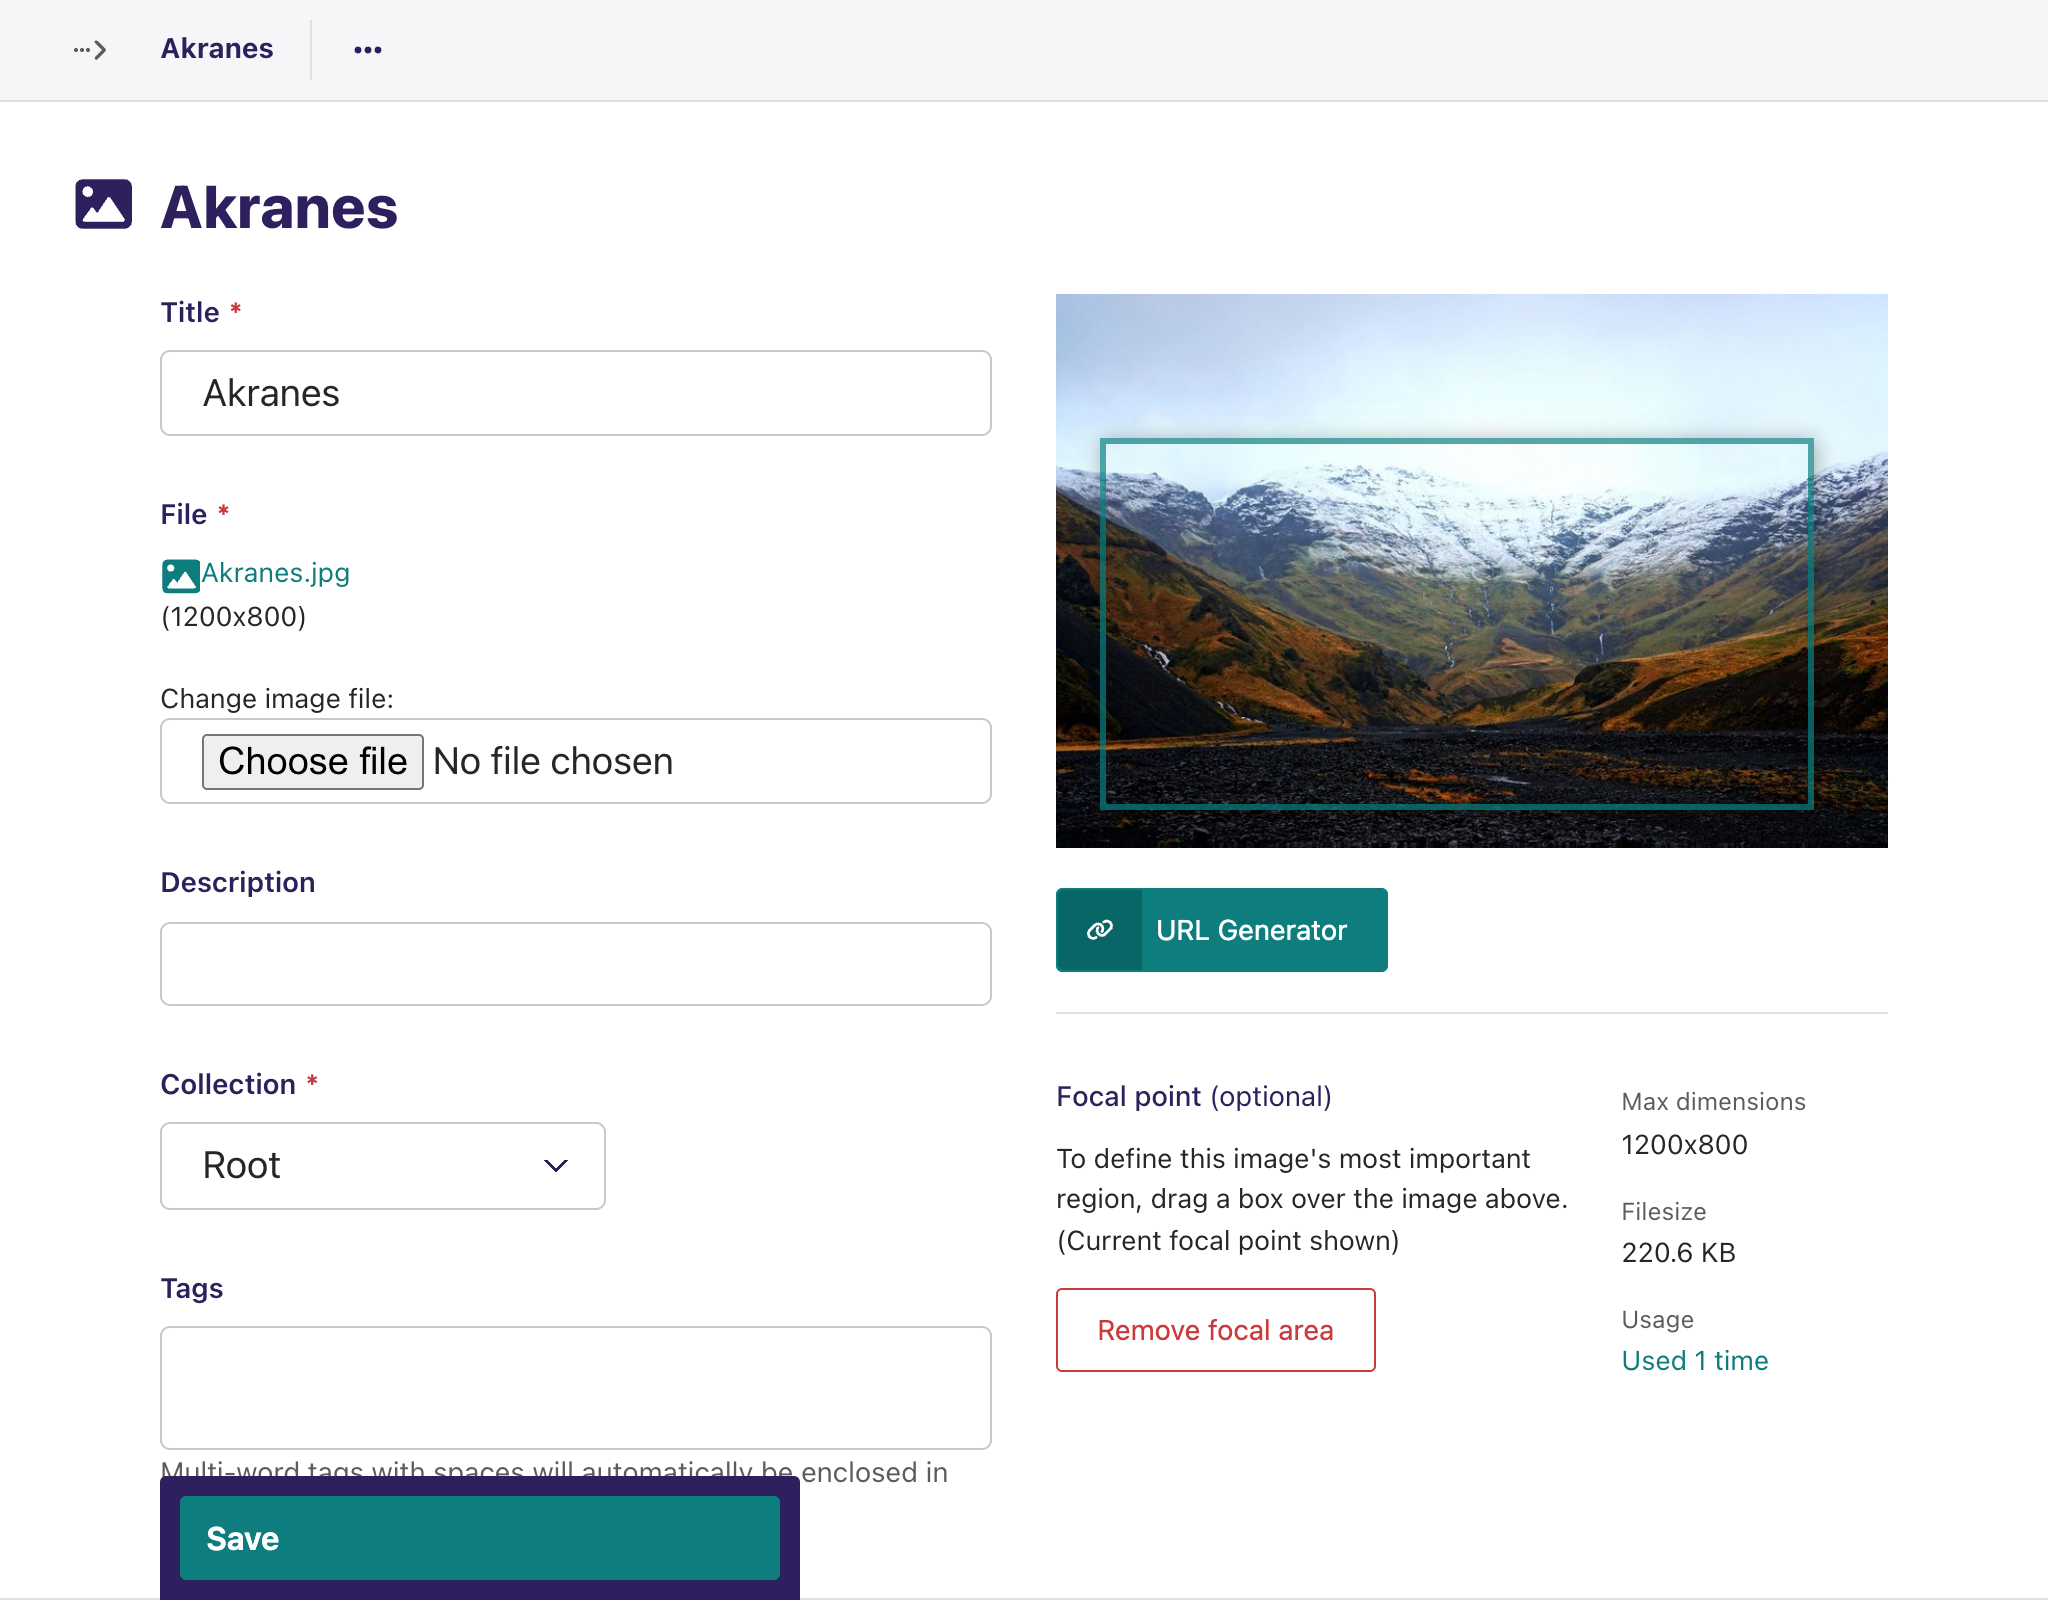 Akranes
Akranes
Title *
Akranes
File *
Akranes.jpg
(1200x800)
Change image file:
Choose file No file chosen
Description
Collection *
Root
Tags
Multi-word tags with spaces will automatically be enclosed in
Save
URL Generator
Focal point (optional)
To define this image's most important
region, drag a box over the image above.
(Current focal point shown)
Remove focal area
Max dimensions
1200x800
Filesize
220.6 KB
Usage
Used 1 time